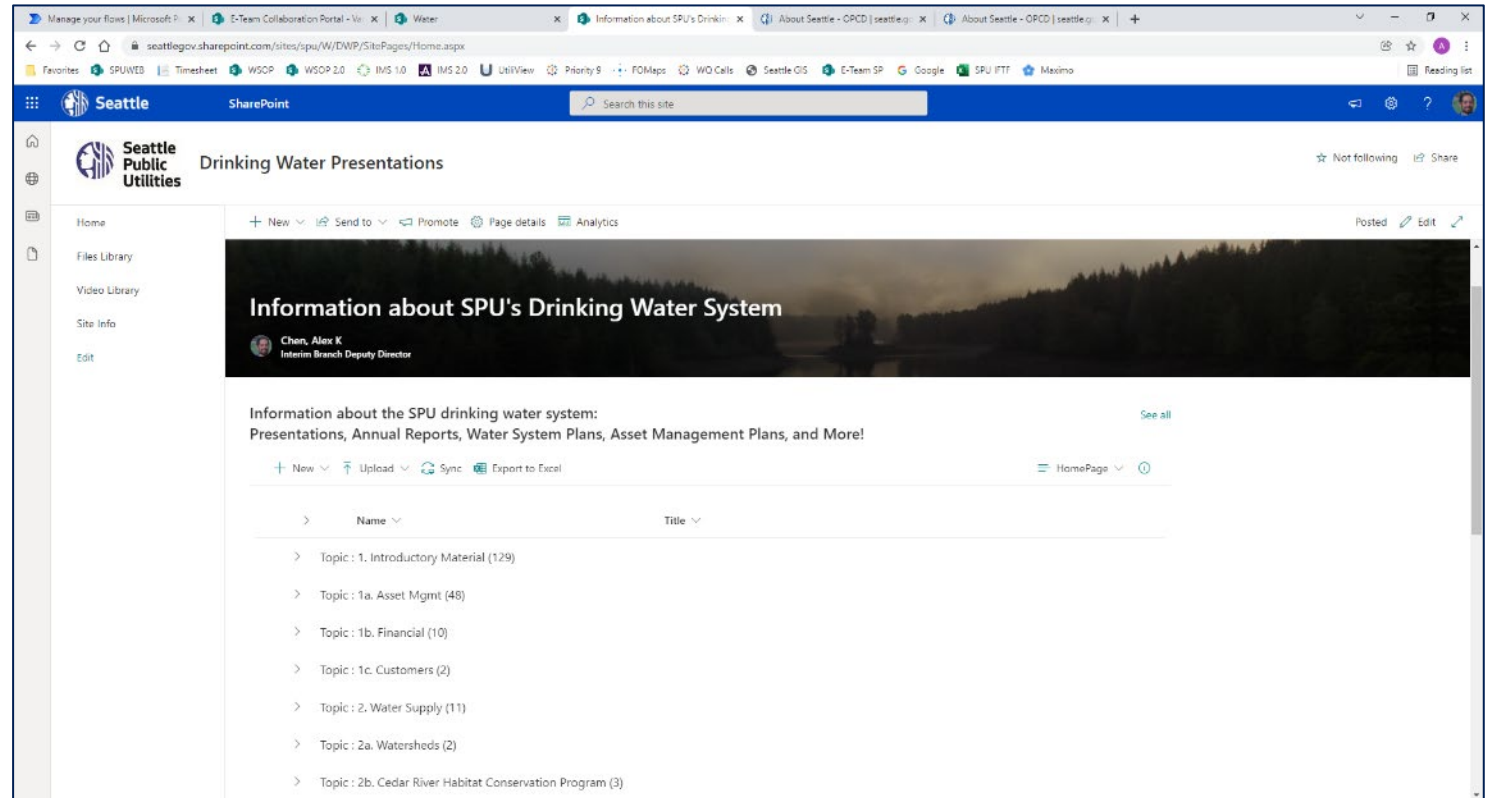 Manage your flows | Microsoft P
E-Team Collaboration Portal - Wa
Water
Information about SPU's Drinkin
About Seattle - OPCD | seattle.g
About Seattle - OPCD | seattle.g
seattlegov.sharepoint.com/sites/spu/W/DWP/SitePages/Home.aspx
A
Favorites SPUWEB Timesheet WSOP WSOP 2.0 IMS 1.0 IMS 2.0 UtiliView Priority 9 FOMaps WO Calls Seattle GIS E-Team SP Google SPU IFTF Maximo Reading list
Seattle SharePoint Search this site
Seattle
Public
Utilities
Drinking Water Presentations
Not following Share
Home
Files Library
Video Library
Site Info
Edit
New Send to Promote Page details Analytics Posted Edit
Information about SPU's Drinking Water System
Chen, Alex K
Interim Branch Deputy Director
Information about the SPU drinking water system:
Presentations, Annual Reports, Water System Plans, Asset Management Plans, and More!
See all
New Upload Sync Export to Excel HomePage
Name Title
Topic : 1. Introductory Material (129)
Topic : 1a. Asset Mgmt (48)
Topic : 1b. Financial (10)
Topic : 1c. Customers (2)
Topic : 2. Water Supply (11)
Topic : 2a. Watersheds (2)
Topic : 2b. Cedar River Habitat Conservation Program (3)